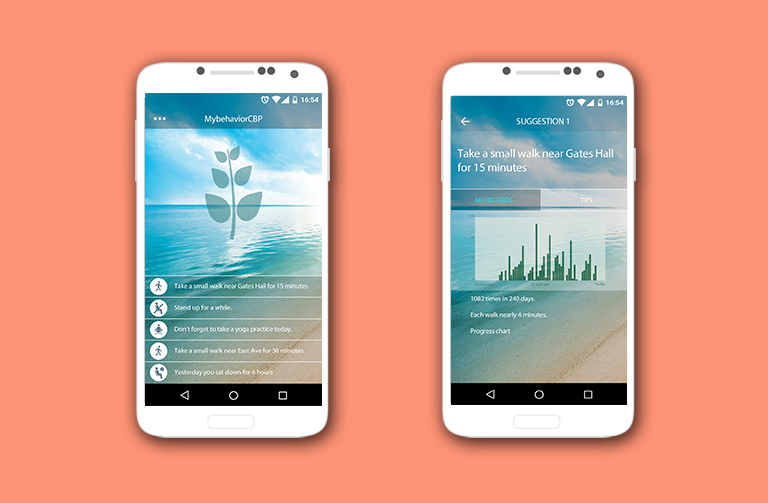 16:54
MybehaviorCBP
Take a small walk near Gates Hall for 15 minutes
Stand up for a while.
Don't forget to take a yoga practice today.
Take a small walk near East Ave for 30 minutes
Yesterday you sat down for 6 hours
16:54
SUGGESTION 1
Take a small walk near Gates Hall
for 15 minutes
MY RECORDS
TIPS
Today
1082 times in 240 days.
Each walk nearly 4 minutes.
Progress chart